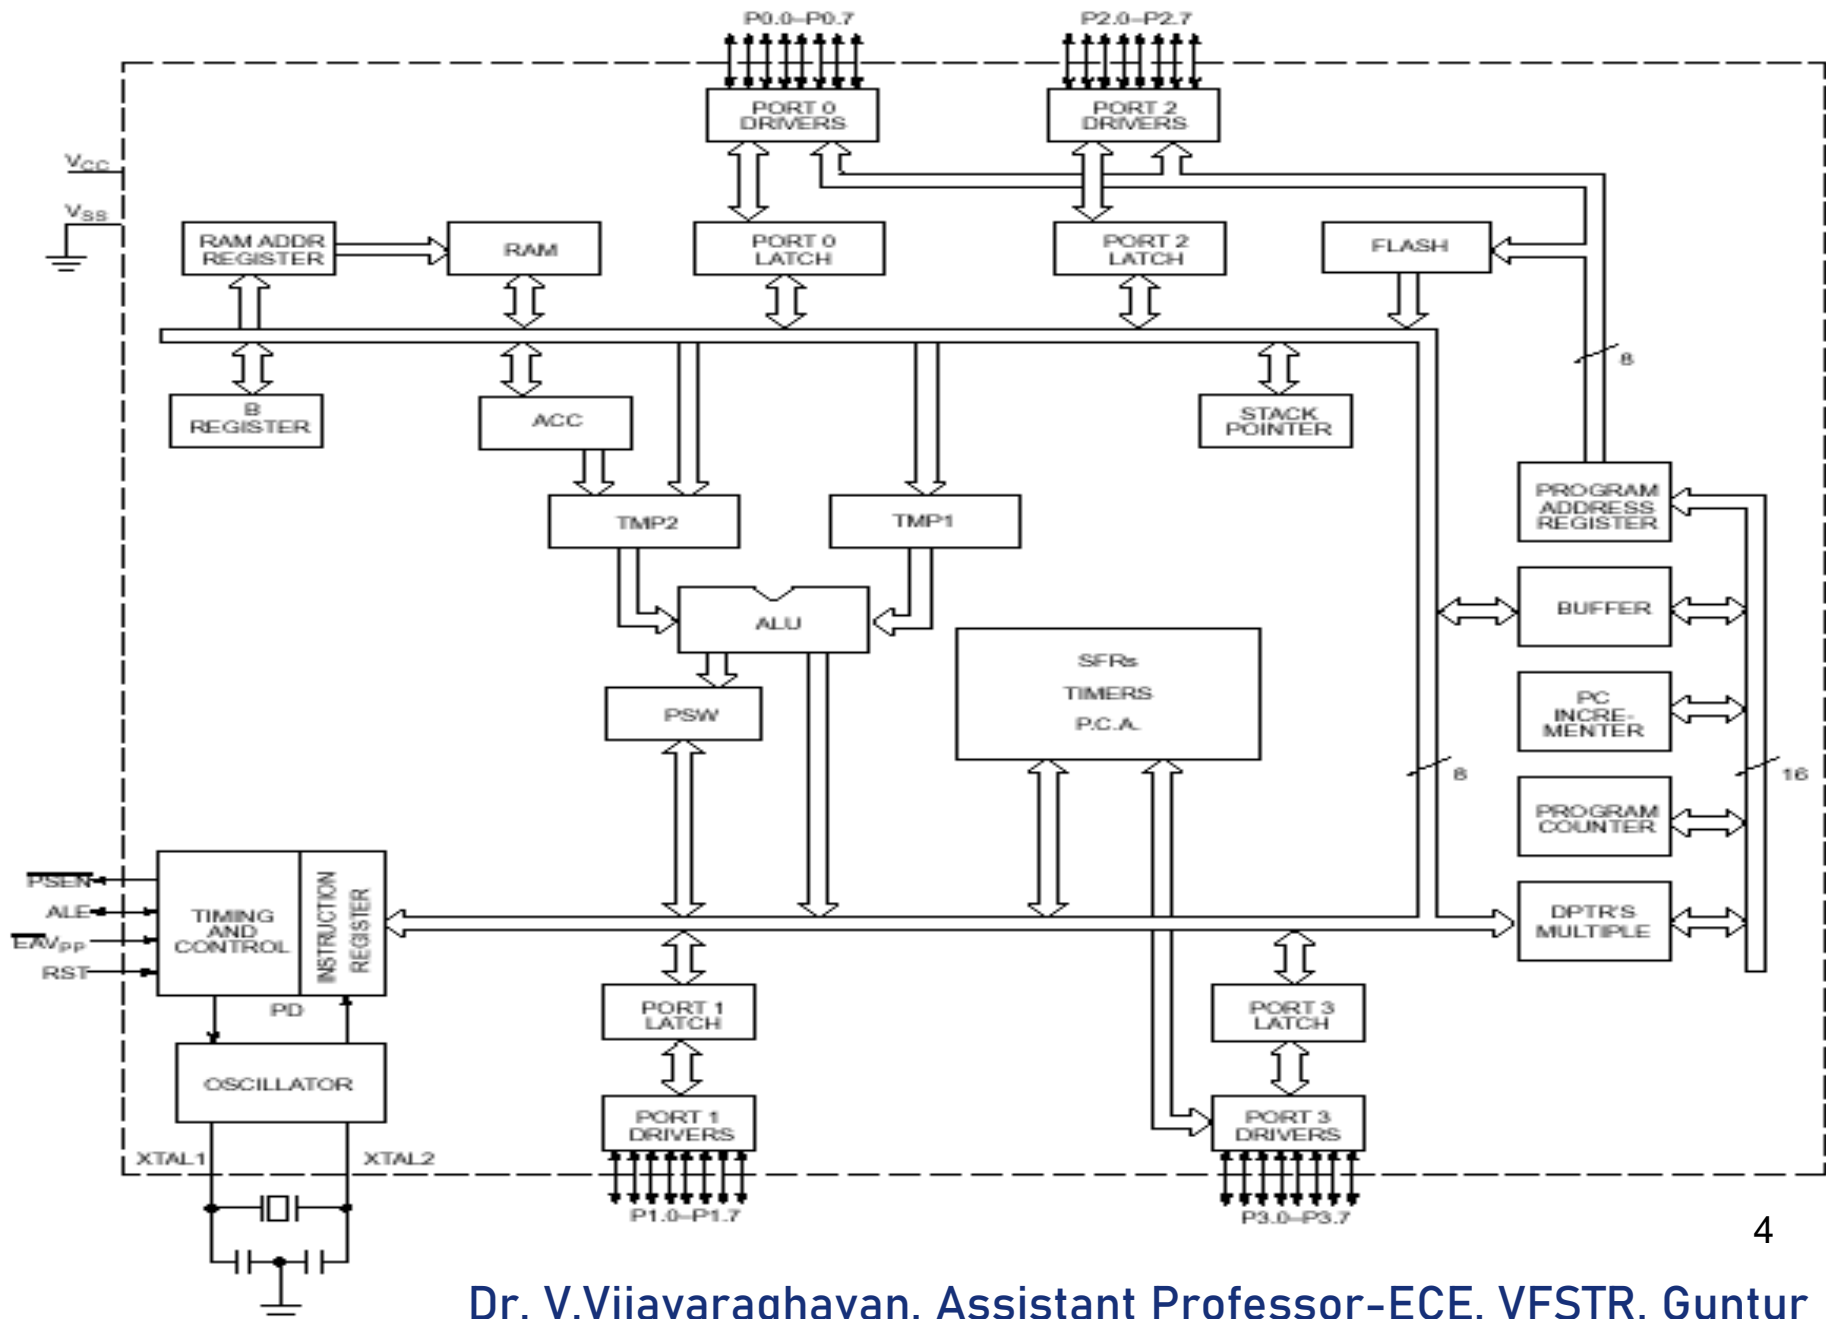 P0.0–P0.7
P2.0–P2.7
PORT 0
DRIVERS
PORT 2
DRIVERS
VCC
VSS
RAM ADDR
REGISTER
RAM
PORT 0
LATCH
PORT 2
LATCH
FLASH
8
B
REGISTER
ACC
STACK
POINTER
PROGRAM
ADDRESS
REGISTER
TMP2
TMP1
BUFFER
ALU
SFRs
TIMERS
P.C.A.
PSW
PC
INCRE-
MENTER
8
16
PROGRAM
COUNTER
PSEN
ALE
EAVPP
RST
TIMING
AND
CONTROL
INSTRUCTION
REGISTER
DPTR'S
MULTIPLE
PD
PORT 1
LATCH
PORT 3
LATCH
OSCILLATOR
PORT 1
DRIVERS
PORT 3
DRIVERS
XTAL1
XTAL2
P1.0–P1.7
P3.0–P3.7
4
Dr. V.Vijayaraghavan, Assistant Professor-ECE, VFSTR, Guntur